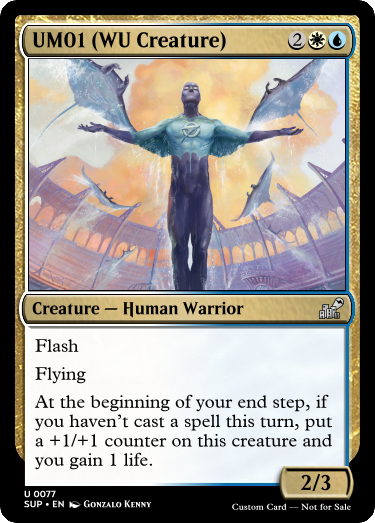 UM01 (WU Creature) 2
Creature — Human Warrior
Flash
Flying
At the beginning of your end step, if
you haven't cast a spell this turn, put
a +1/+1 counter on this creature and
you gain 1 life.
2/3
U 0077
SUP • EN Gonzalo Kenny
Custom Card — Not for Sale